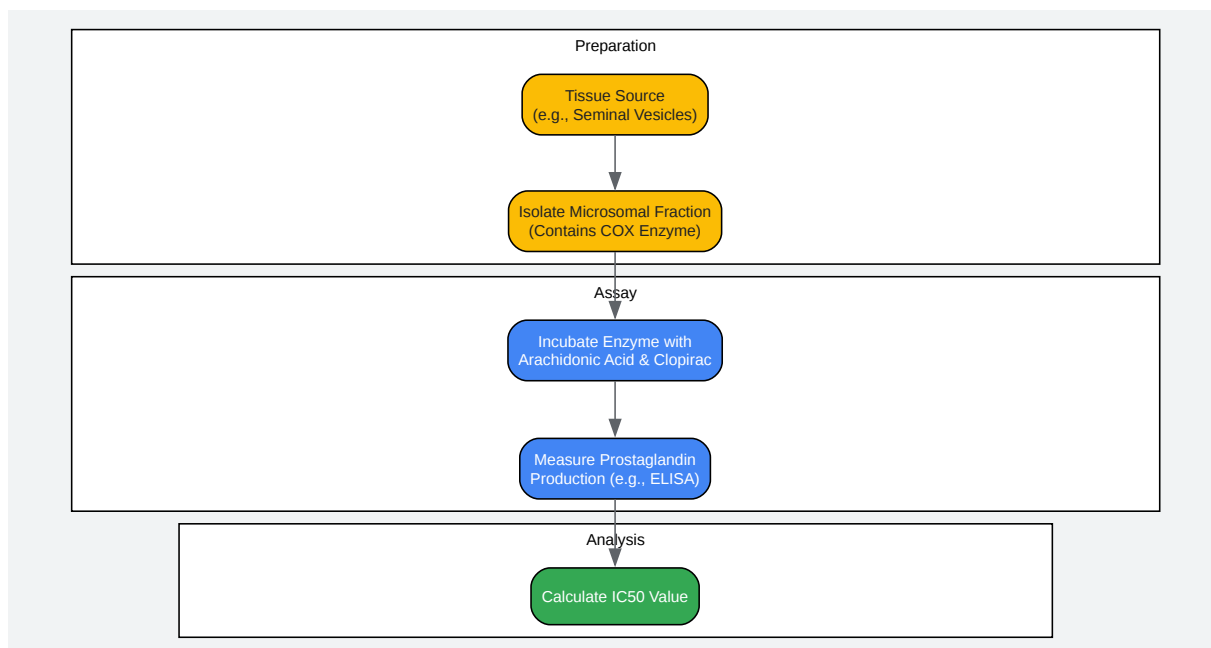 Preparation
Tissue Source
(e.g., Seminal Vesicles)
Isolate Microsomal Fraction
(Contains COX Enzyme)
Assay
Incubate Enzyme with
Arachidonic Acid & Clopirac
Measure Prostaglandin
Production (e.g., ELISA)
Analysis
Calculate IC50 Value